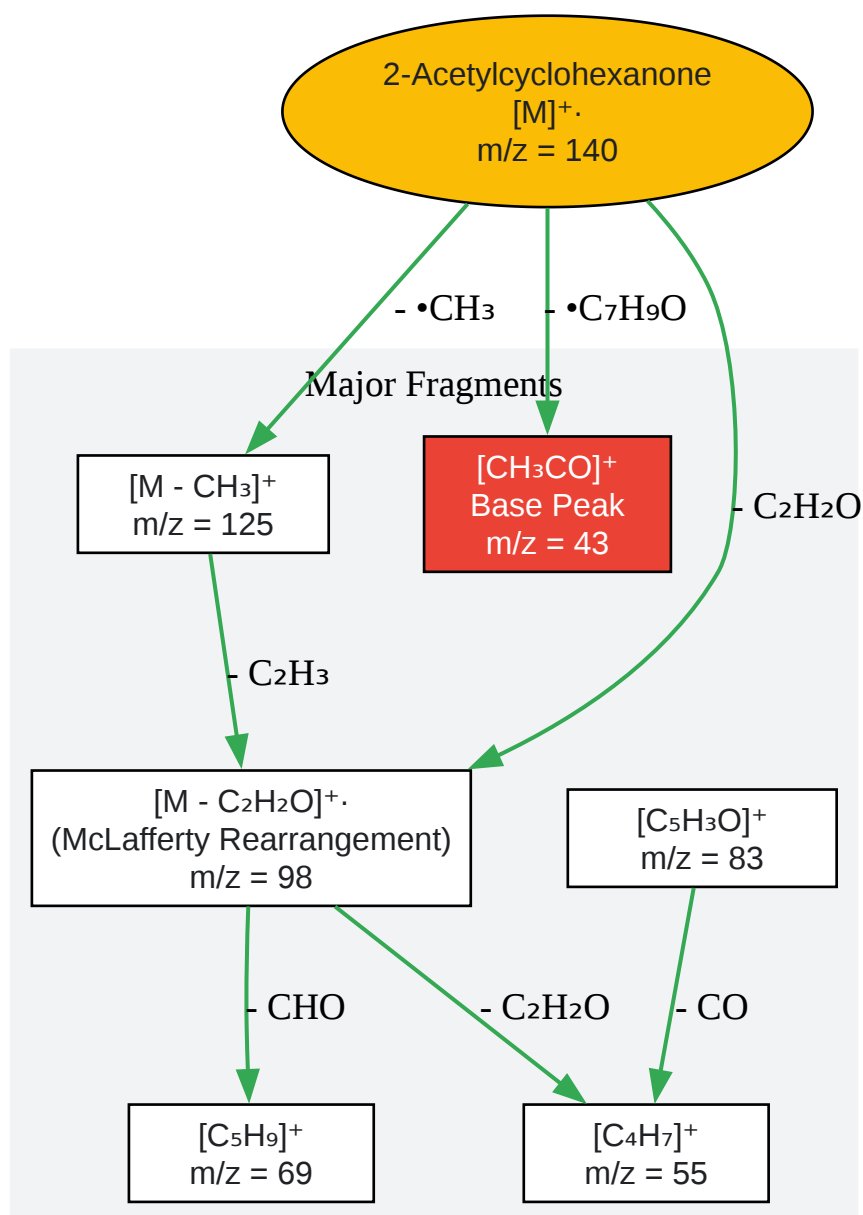 2-Acetylcyclohexanone
[M]⁺·
m/z = 140
- •CH₃
- •C₇H₉O
Major Fragments
[M - CH₃]⁺
m/z = 125
[CH₃CO]⁺
Base Peak
m/z = 43
- C₂H₂O
- C₂H₃
[M - C₂H₂O]⁺·
(McLafferty Rearrangement)
m/z = 98
[C₅H₃O]⁺
m/z = 83
- CHO
- C₂H₂O
- CO
[C₅H₉]⁺
m/z = 69
[C₄H₇]⁺
m/z = 55